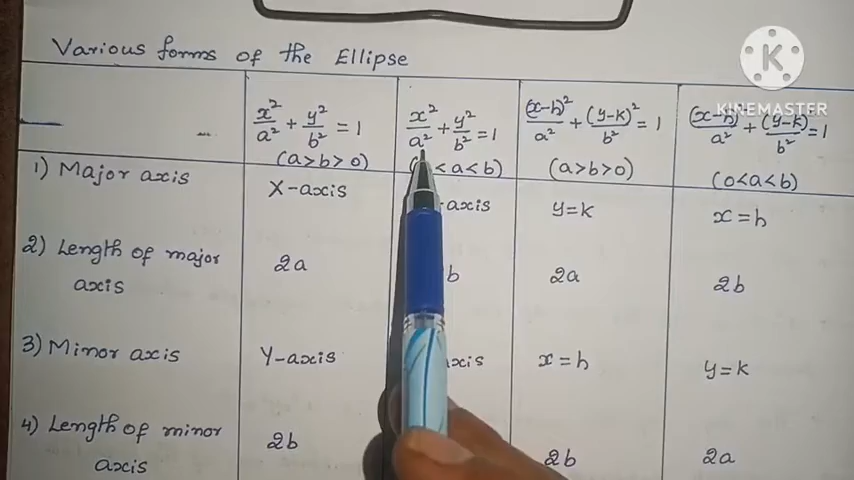 Various forms of the Ellipse
KINEMASTER
x²/a² + y²/b² = 1 x²/a² + y²/b² = 1 (x-h)²/a² + (y-k)²/b² = 1 (x-h)²/a² + (y-k)/b² = 1
(a>b>0) <a<b) (a>b>0) (0<a<b)
1) Major axis X-axis -axis y=k x=h
2) Length of major 2a b 2a 2b
axis
3) Minor axis Y-axis axis x=h y=k
4) Length of minor 2b 2b 2a
axis